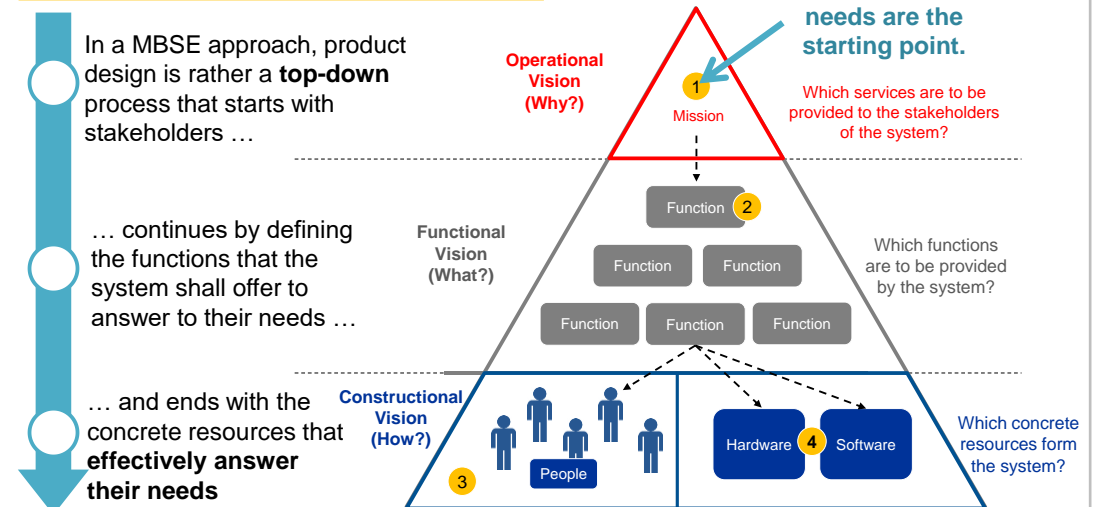 needs are the
starting point.
In a MBSE approach, product
design is rather a top-down
process that starts with
stakeholders …
Operational
Vision
(Why?)
1
Mission
Which services are to be
provided to the stakeholders
of the system?
… continues by defining
the functions that the
system shall offer to
answer to their needs …
Functional
Vision
(What?)
Function
2
Function
Function
Function
Function
Function
Which functions
are to be provided
by the system?
… and ends with the
concrete resources that
effectively answer
their needs
Constructional
Vision
(How?)
3
People
Hardware
4
Software
Which concrete
resources form
the system?